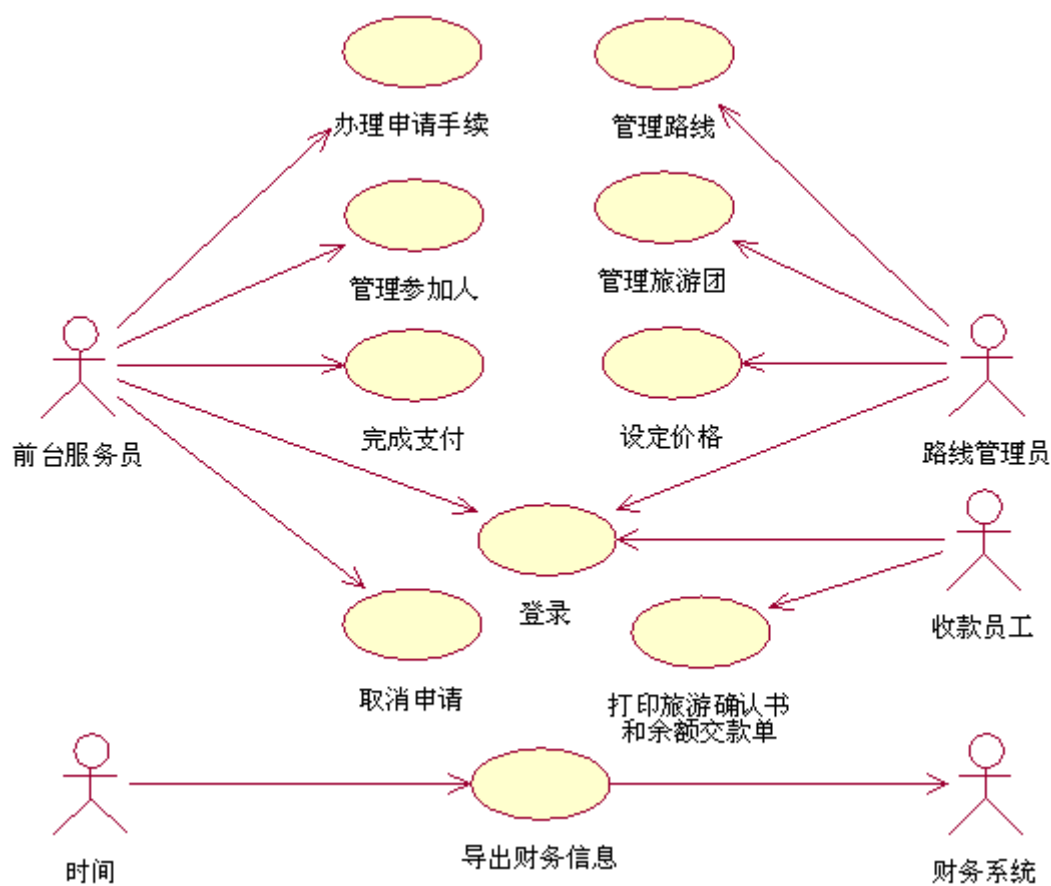 办理申请手续
管理路线
管理参加人
管理旅游团
前台服务员
完成支付
设定价格
路线管理员
登录
收款员工
取消申请
打印旅游确认书
和余额交款单
时间
导出财务信息
财务系统